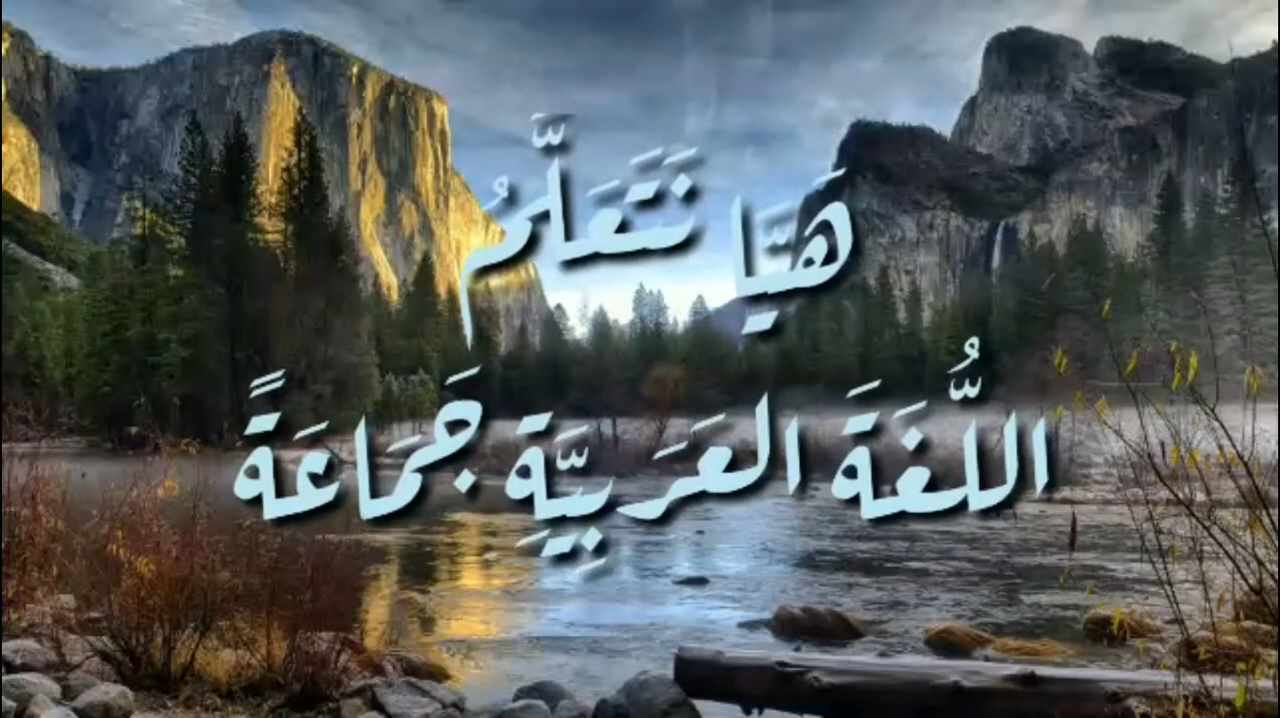 هَيَّا نَتَعَلَّمُ
اللُّغَةَ العَرَبِيَّةِ جَمَاعَةً